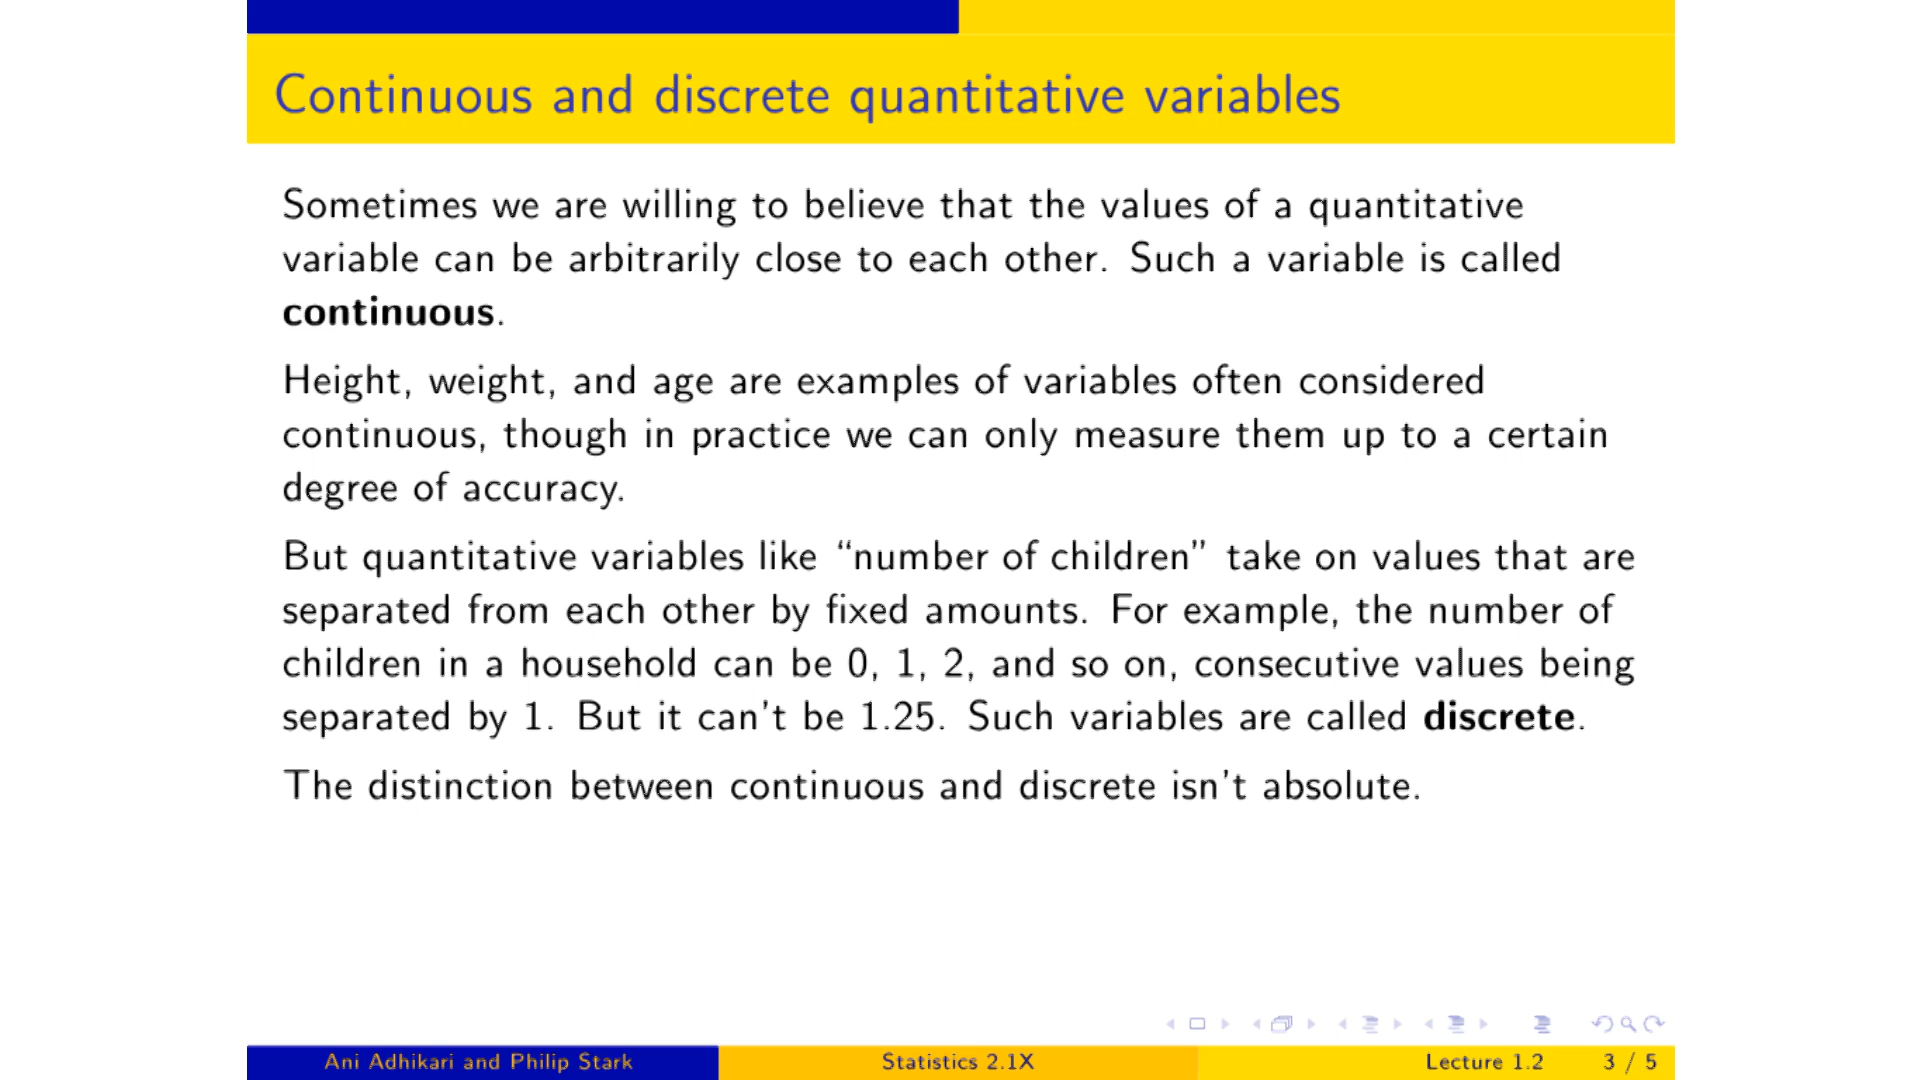 Continuous and discrete quantitative variables
Sometimes we are willing to believe that the values of a quantitative
variable can be arbitrarily close to each other. Such a variable is called
continuous.
Height, weight, and age are examples of variables often considered
continuous, though in practice we can only measure them up to a certain
degree of accuracy.
But quantitative variables like “number of children” take on values that are
separated from each other by fixed amounts. For example, the number of
children in a household can be 0, 1, 2, and so on, consecutive values being
separated by 1. But it can't be 1.25. Such variables are called discrete.
The distinction between continuous and discrete isn't absolute.
Ani Adhikari and Philip Stark Statistics 2.1X Lecture 1.2 3 / 5